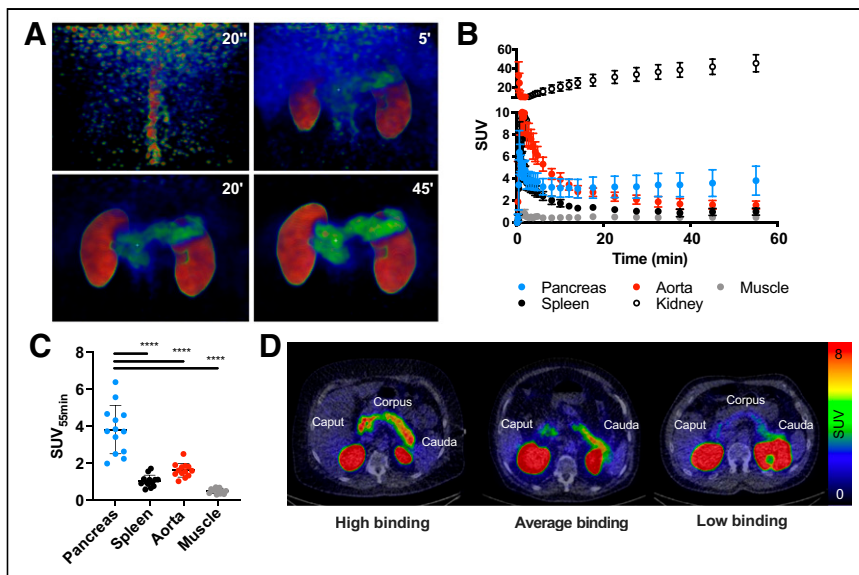 A
20"
5'
20'
45'
B
60
40
20
10
8
6
4
2
0
SUV
0
20
40
60
Time (min)
Pancreas
Aorta
Muscle
Spleen
Kidney
C
****
****
****
8
6
4
2
0
SUV55min
Pancreas
Spleen
Aorta
Muscle
D
Caput
Corpus
Cauda
Caput
Cauda
Caput
Corpus
Cauda
High binding
Average binding
Low binding
8
SUV
0